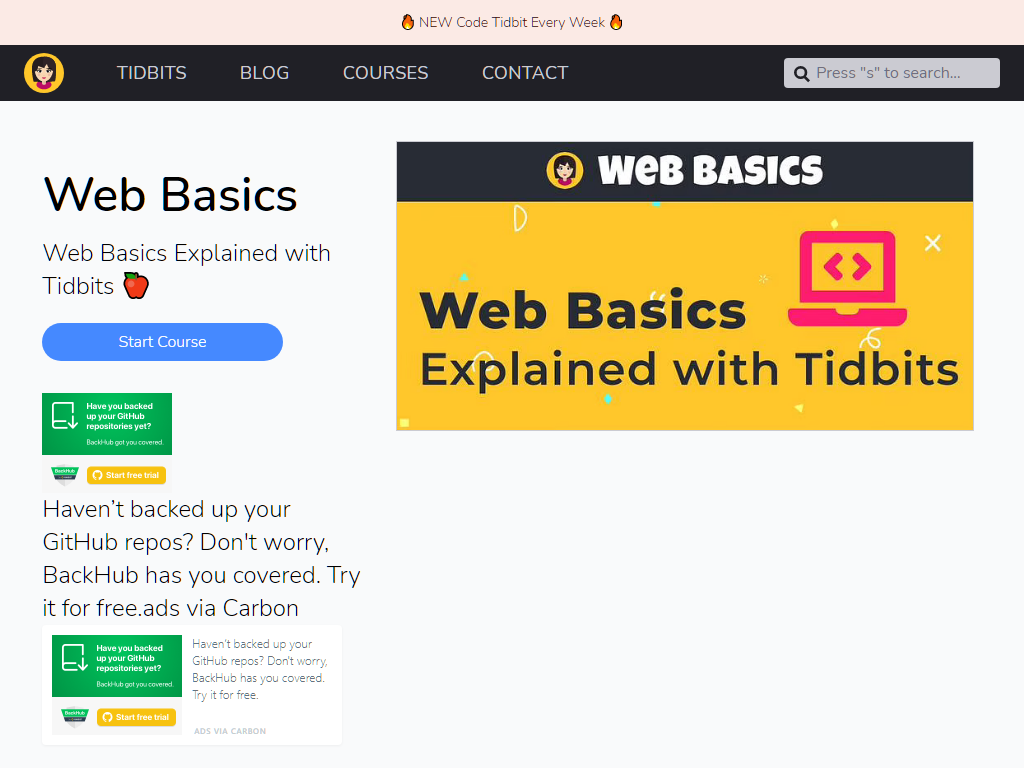 🔥 NEW Code Tidbit Every Week 🔥
TIDBITS BLOG COURSES CONTACT Press "s" to search...
Web Basics
Web Basics Explained with
Tidbits 🍎
Start Course
WeB BASiCS
Web Basics
Explained with Tidbits
Have you backed
up your GitHub
repositories yet?
BackHub got you covered.
BackHub
Start free trial
Haven’t backed up your
GitHub repos? Don't worry,
BackHub has you covered. Try
it for free.ads via Carbon
Have you backed
up your GitHub
repositories yet?
BackHub got you covered.
BackHub
Start free trial
Haven’t backed up your
GitHub repos? Don't worry,
BackHub has you covered.
Try it for free.
ADS VIA CARBON